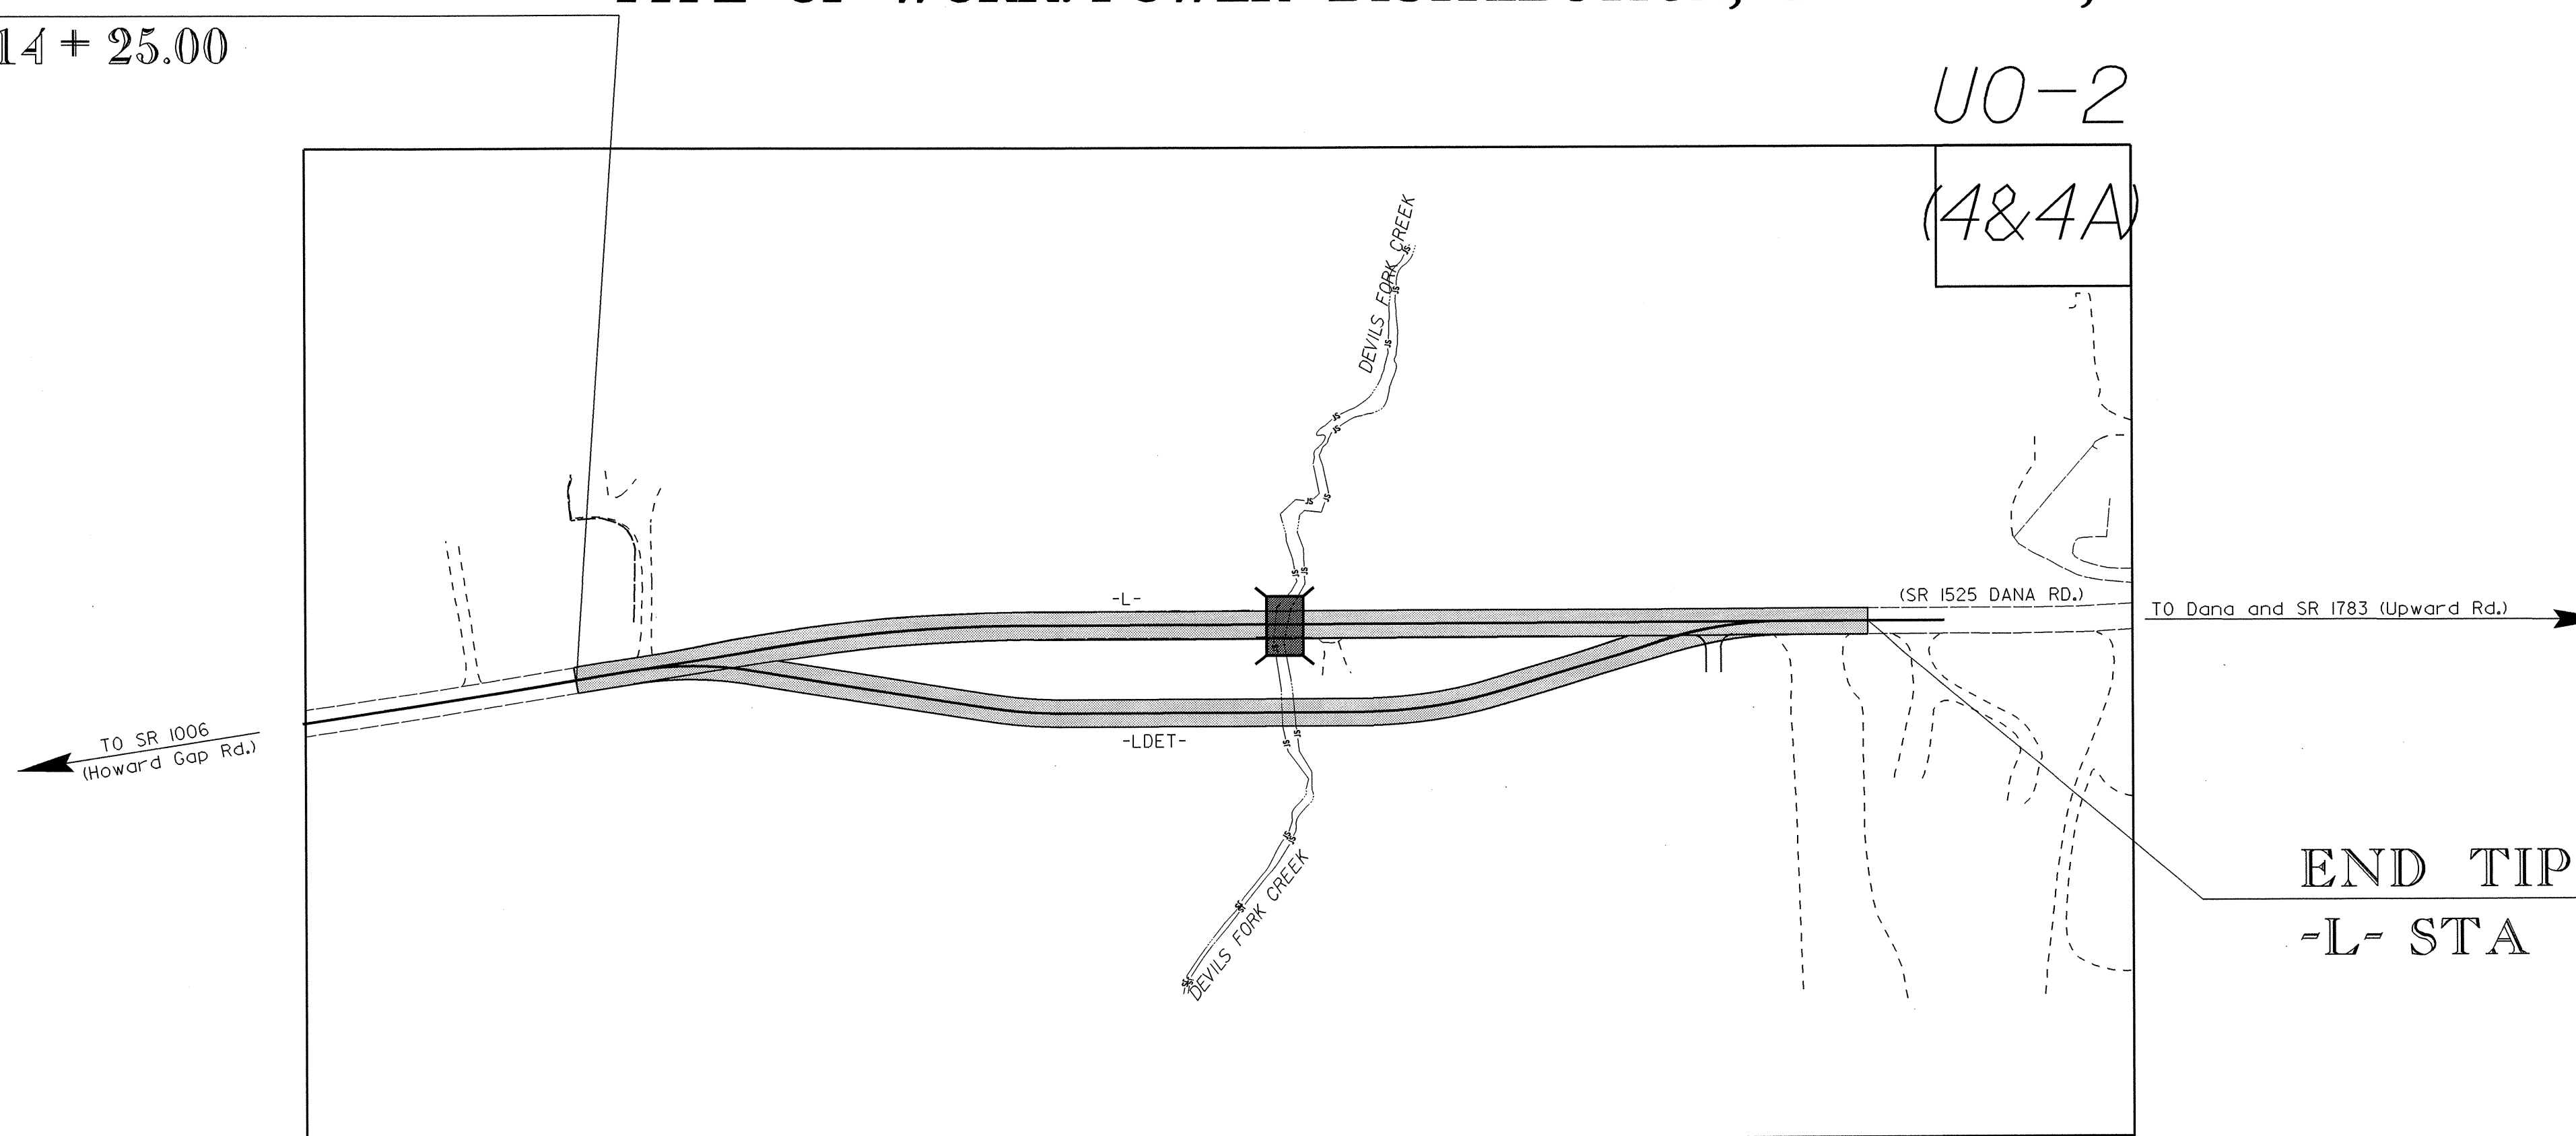 14 + 25.00
UO-2
(4&4A)
DEVILS FORK CREEK
-L-
(SR 1525 DANA RD.)
TO Dana and SR 1783 (Upward Rd.)
TO SR 1006
(Howard Gap Rd.)
-LDET-
DEVILS FORK CREEK
END TIP
-L- STA